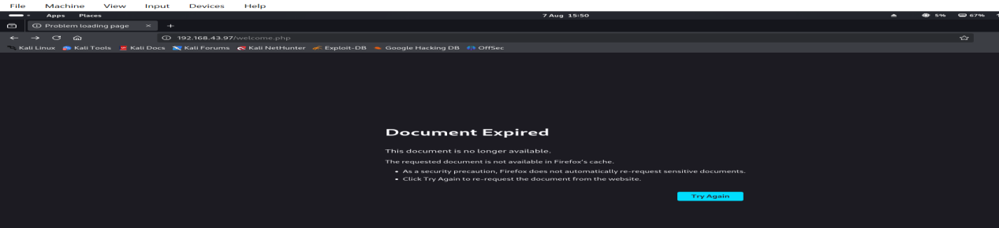 File Machine View Input Devices Help
Apps Places 7 Aug 15:50 5% 67%
Problem loading page × +
192.168.43.97/welcome.php
Kali Linux Kali Tools Kali Docs Kali Forums Kali NetHunter Exploit-DB Google Hacking DB OffSec
Document Expired
This document is no longer available.
The requested document is not available in Firefox's cache.
• As a security precaution, Firefox does not automatically re-request sensitive documents.
• Click Try Again to re-request the document from the website.
Try Again